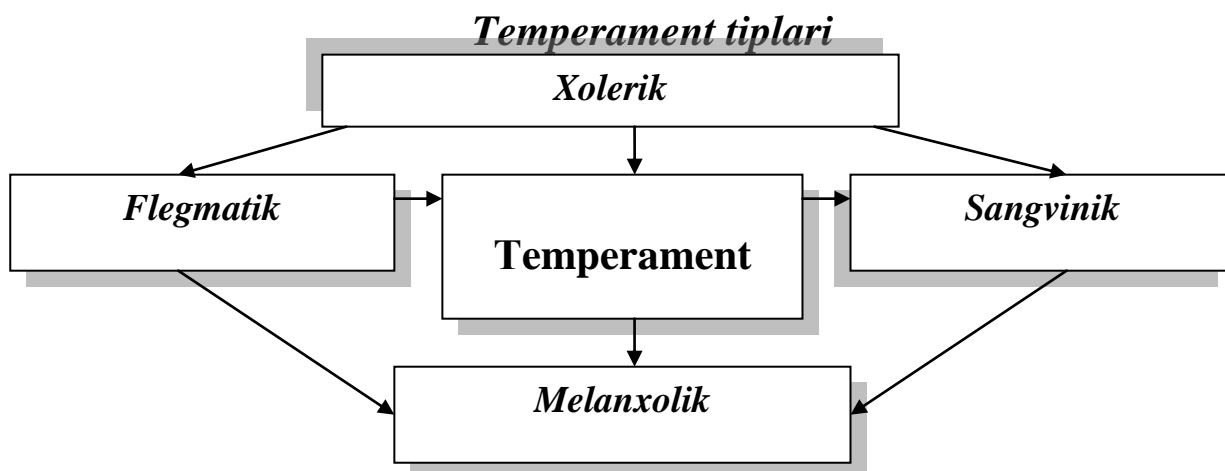 Temperament tiplari
Xolerik
Flegmatik
Temperament
Sangvinik
Melanxolik